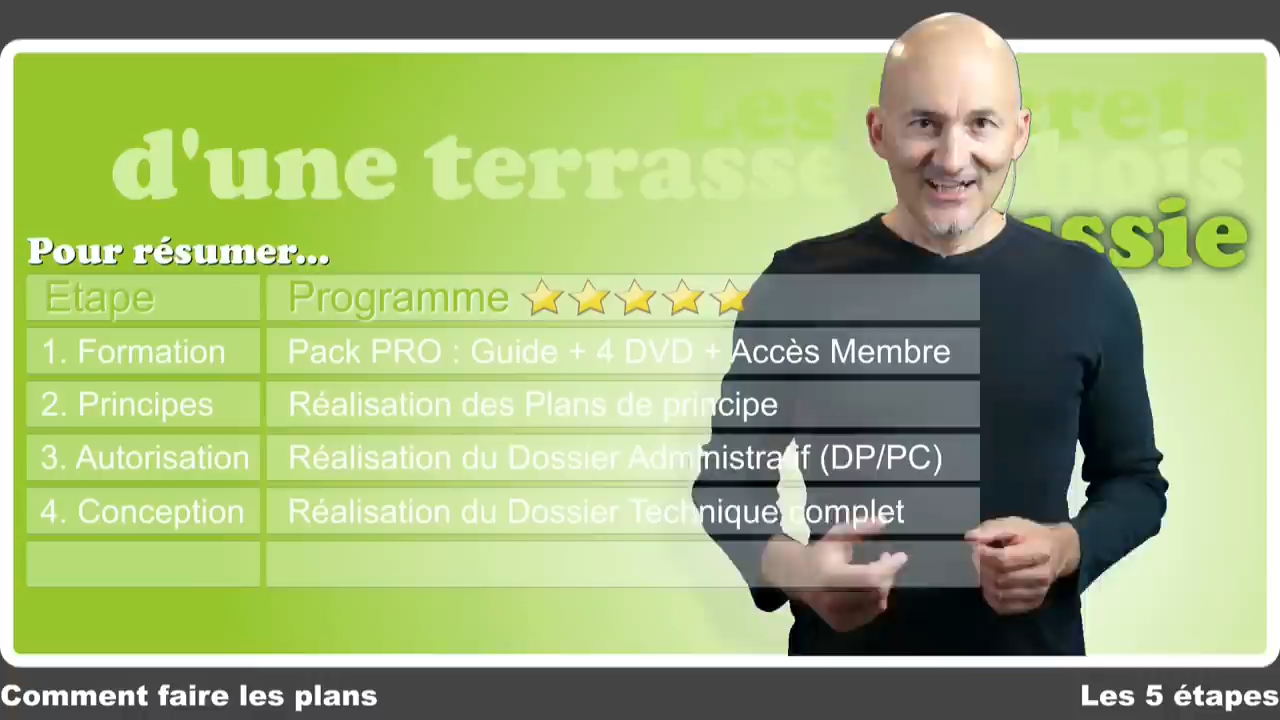 Les
d'une terrasse bois
Pour résumer...
Etape Programme
1. Formation Pack PRO : Guide + 4 DVD + Accès Membre
2. Principes Réalisation des Plans de principe
3. Autorisation Réalisation du Dossier Administratif (DP/PC)
4. Conception Réalisation du Dossier Technique complet
Comment faire les plans Les 5 étapes